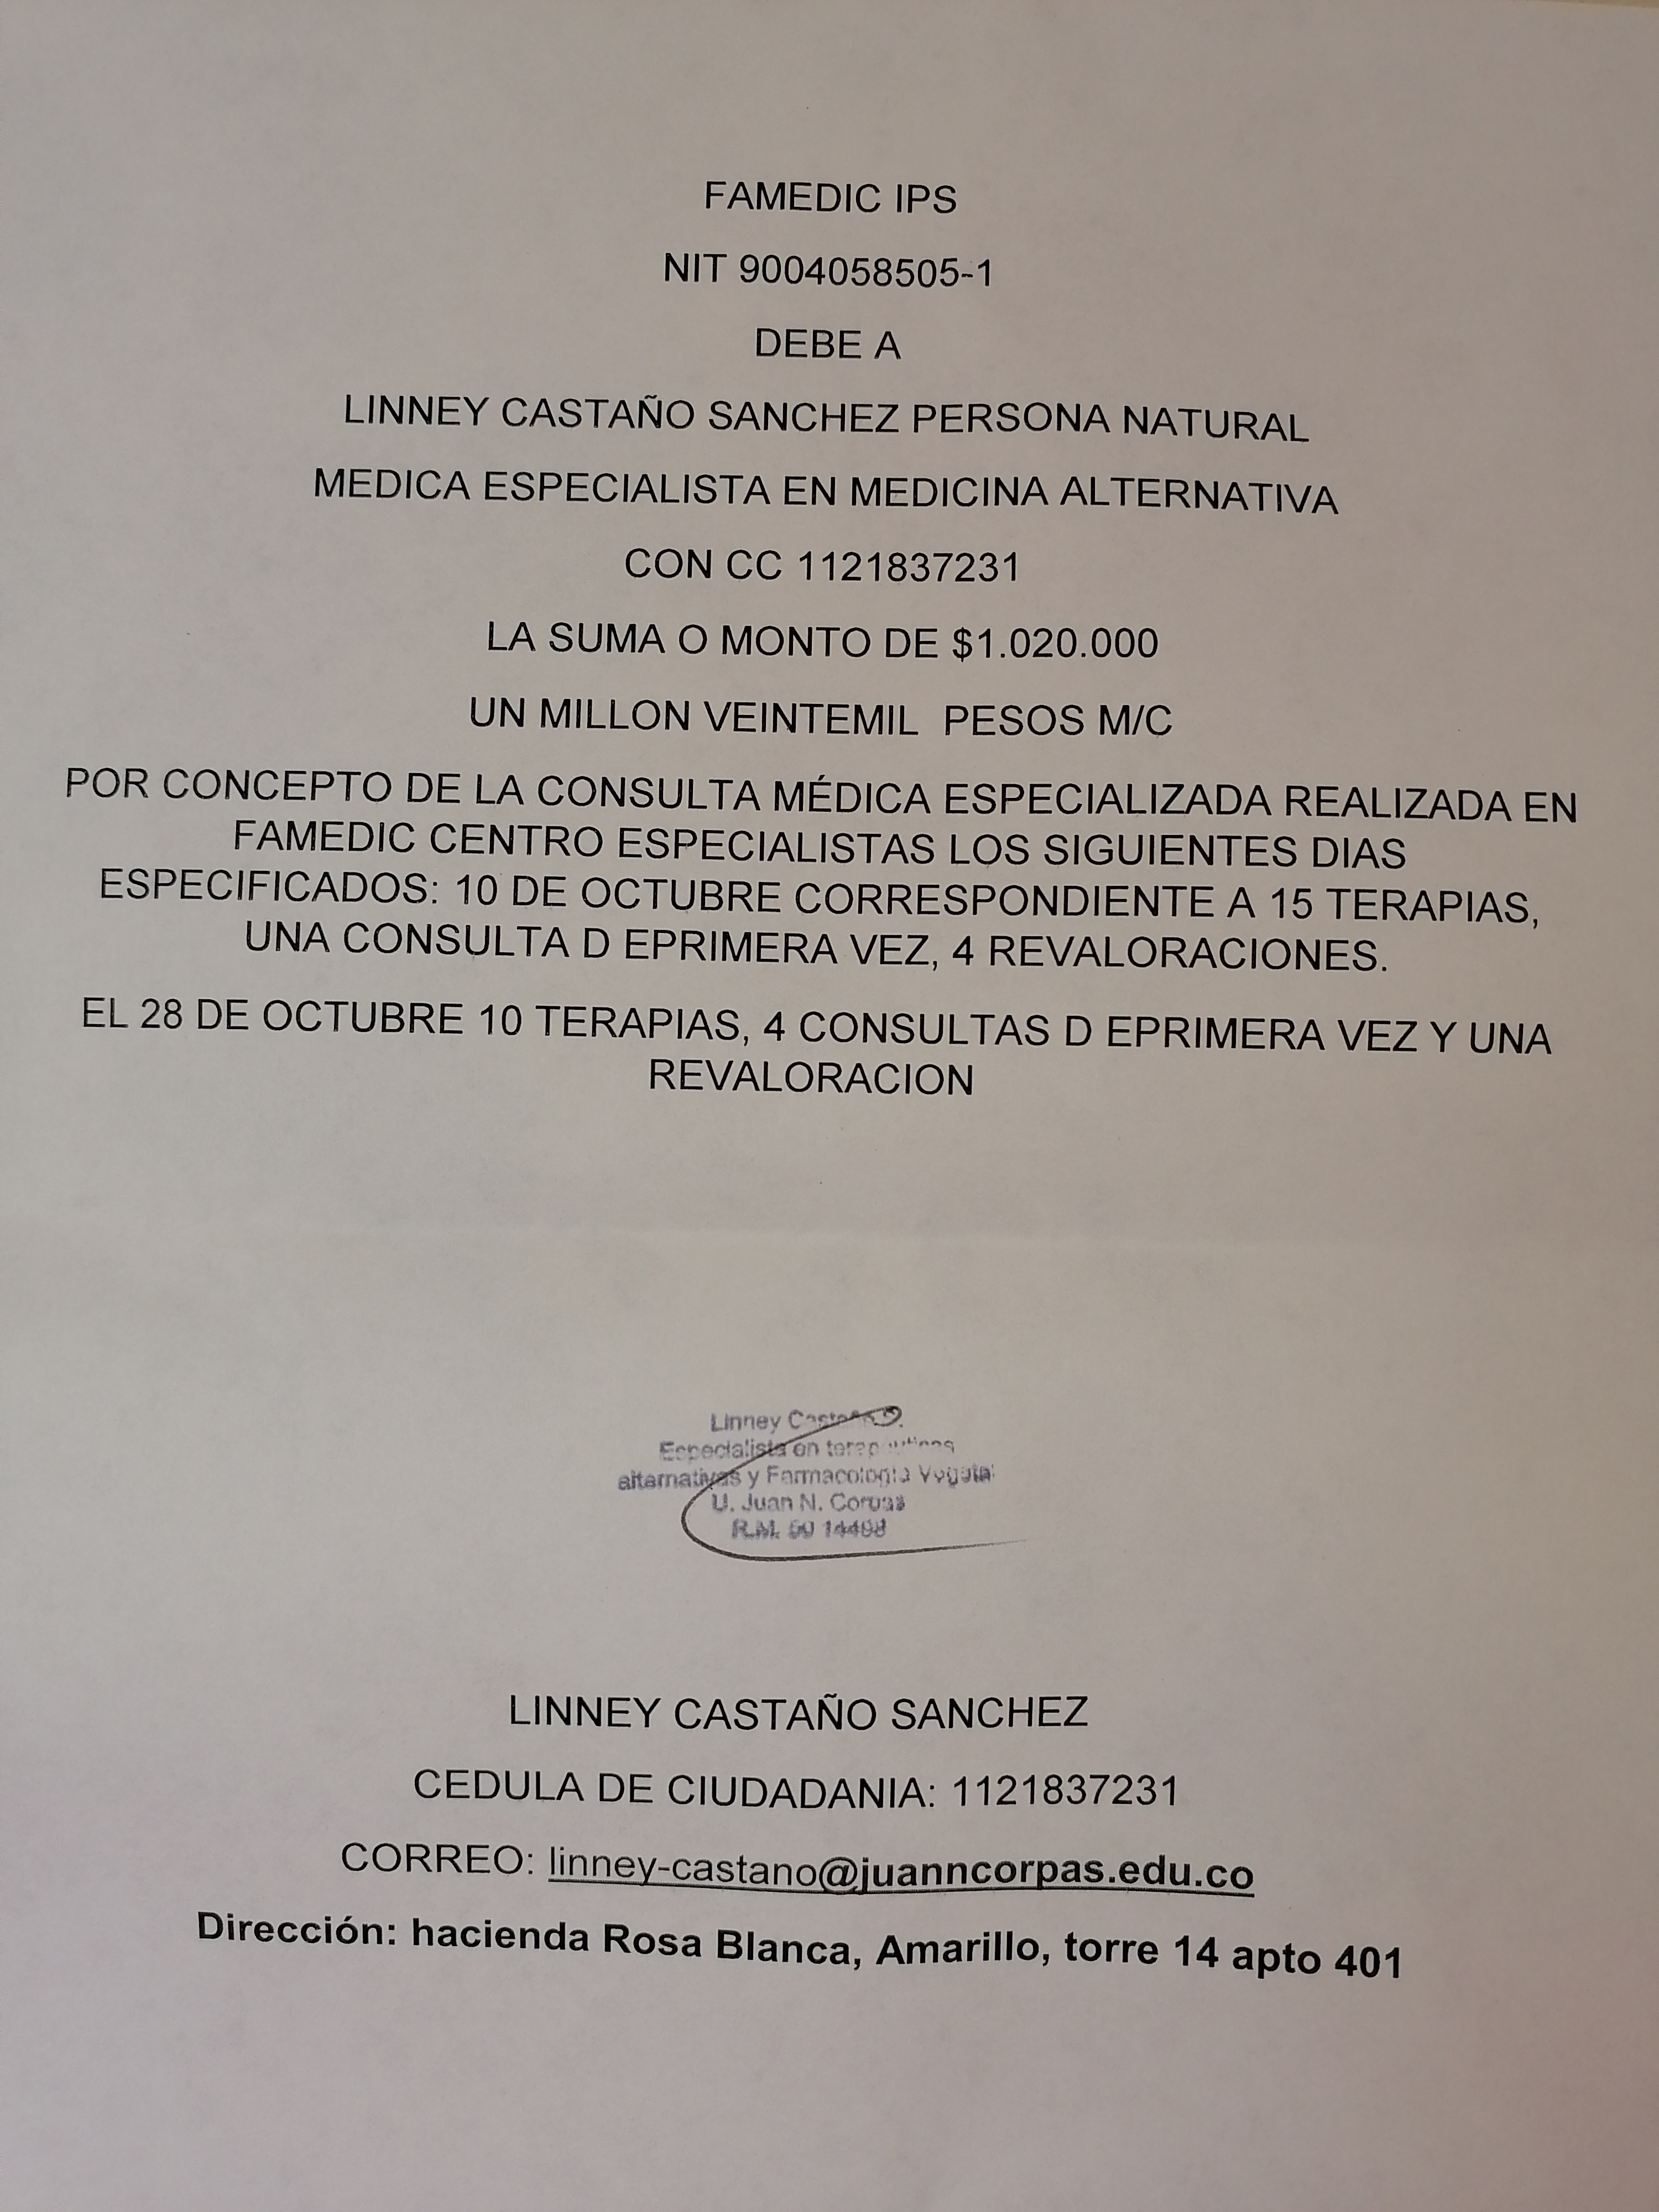 FAMEDIC IPS
NIT 9004058505-1
DEBE A
LINNEY CASTAÑO SANCHEZ PERSONA NATURAL
MEDICA ESPECIALISTA EN MEDICINA ALTERNATIVA
CON CC 1121837231
LA SUMA O MONTO DE $1.020.000
UN MILLON VEINTEMIL PESOS M/C
POR CONCEPTO DE LA CONSULTA MÉDICA ESPECIALIZADA REALIZADA EN
FAMEDIC CENTRO ESPECIALISTAS LOS SIGUIENTES DIAS
ESPECIFICADOS: 10 DE OCTUBRE CORRESPONDIENTE A 15 TERAPIAS,
UNA CONSULTA D EPRIMERA VEZ, 4 REVALORACIONES.
EL 28 DE OCTUBRE 10 TERAPIAS, 4 CONSULTAS D EPRIMERA VEZ Y UNA
REVALORACION
Linney Castaño
Especialista en terapeuticas
alternativas y Farmacología Vegetal
U. Juan N. Corpas
R.M. 50 14498
LINNEY CASTAÑO SANCHEZ
CEDULA DE CIUDADANIA: 1121837231
CORREO: linney-castano@juanncorpas.edu.co
Dirección: hacienda Rosa Blanca, Amarillo, torre 14 apto 401